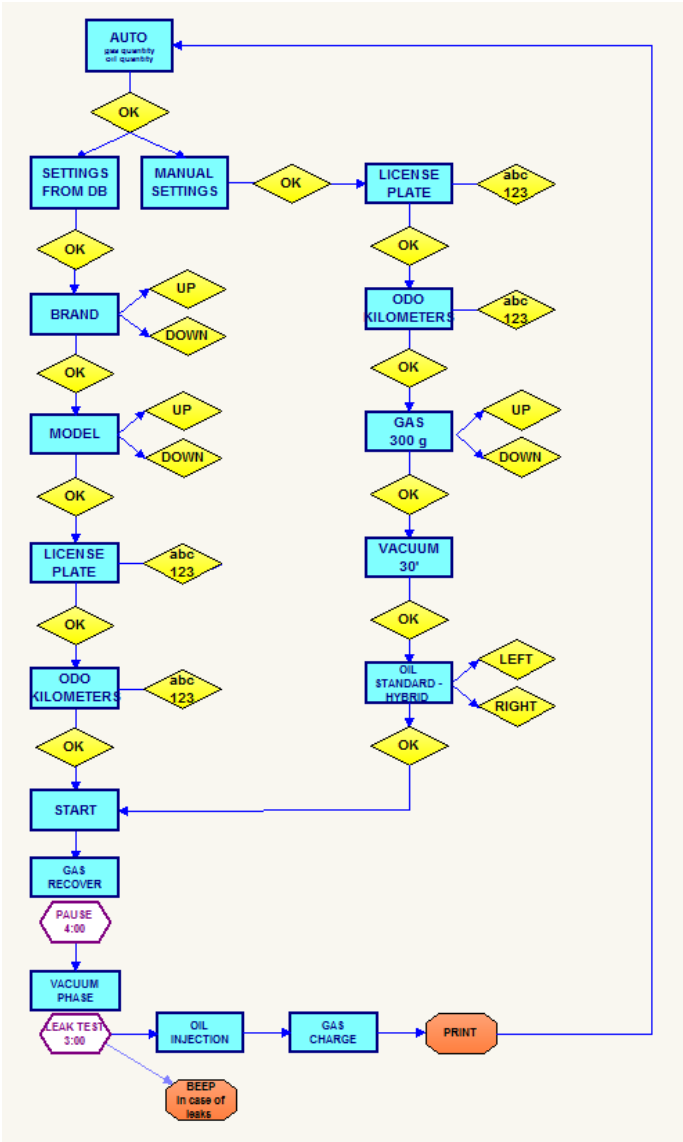 AUTO
gas quantity
oil quantity
OK
SETTINGS
FROM DB
MANUAL
SETTINGS
OK
LICENSE
PLATE
abc
123
OK
OK
BRAND
UP
DOWN
ODO
KILOMETERS
abc
123
OK
OK
MODEL
UP
DOWN
GAS
300 g
UP
DOWN
OK
OK
LICENSE
PLATE
abc
123
VACUUM
30'
OK
OK
ODO
KILOMETERS
abc
123
OIL
STANDARD -
HYBRID
LEFT
RIGHT
OK
OK
START
GAS
RECOVER
PAUSE
4:00
VACUUM
PHASE
LEAK TEST
3:00
OIL
INJECTION
GAS
CHARGE
PRINT
BEEP
in case of
leaks